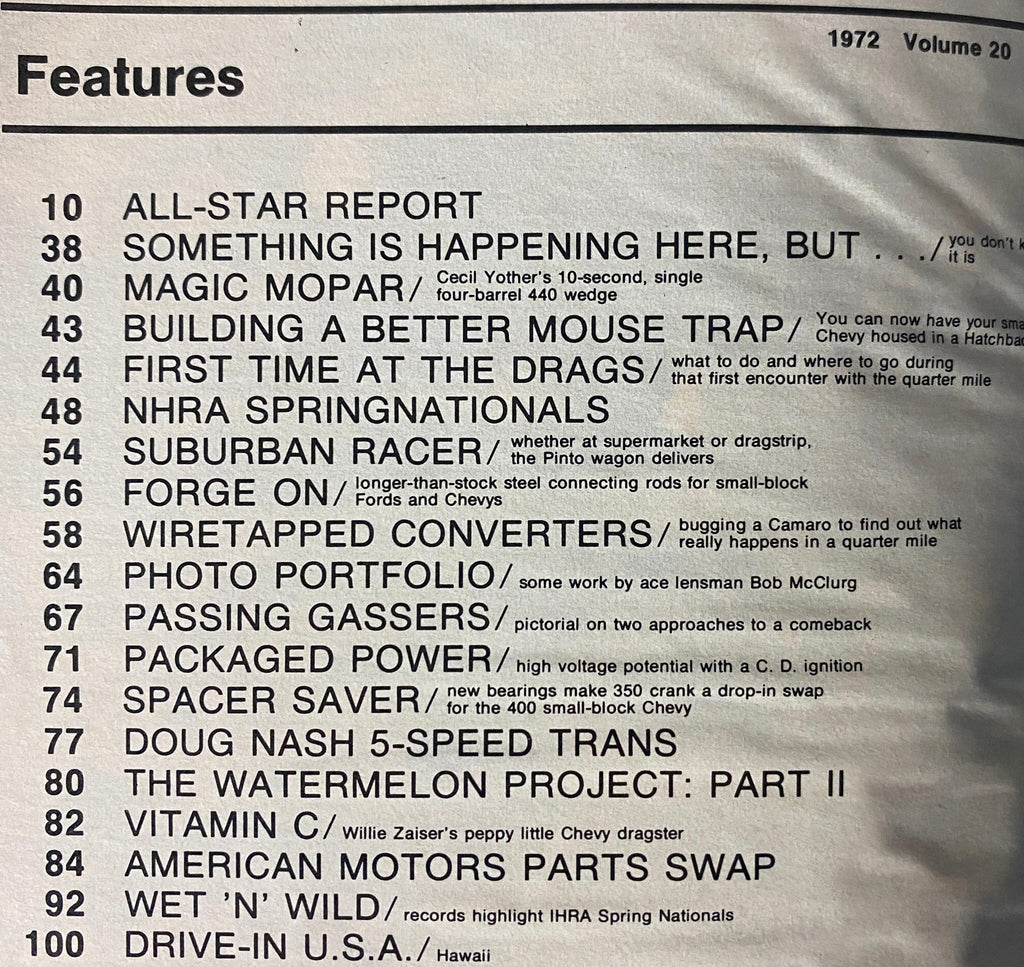 1972 Volume 20
Features
10 ALL-STAR REPORT
38 SOMETHING IS HAPPENING HERE, BUT . . ./ you don't
it is
40 MAGIC MOPAR/ Cecil Yother's 10-second, single
four-barrel 440 wedge
43 BUILDING A BETTER MOUSE TRAP/ You can now have your
Chevy housed in a
44 FIRST TIME AT THE DRAGS/ what to do and where to go during
that first encounter with the quarter mile
48 NHRA SPRINGNATIONALS
54 SUBURBAN RACER/ whether at supermarket or dragstrip,
the Pinto wagon delivers
56 FORGE ON/ longer-than-stock steel connecting rods for small-block
Fords and Chevys
58 WIRETAPPED CONVERTERS/ bugging a Camaro to find out what
really happens in a quarter mile
64 PHOTO PORTFOLIO/ some work by ace lensman Bob McClurg
67 PASSING GASSERS/ pictorial on two approaches to a comeback
71 PACKAGED POWER/ high voltage potential with a C. D. ignition
74 SPACER SAVER/ new bearings make 350 crank a drop-in swap
for the 400 small-block Chevy
77 DOUG NASH 5-SPEED TRANS
80 THE WATERMELON PROJECT: PART II
82 VITAMIN C/ Willie Zaiser's peppy little Chevy dragster
84 AMERICAN MOTORS PARTS SWAP
92 WET 'N' WILD/ records highlight IHRA Spring Nationals
100 DRIVE-IN U.S.A./ Hawaii